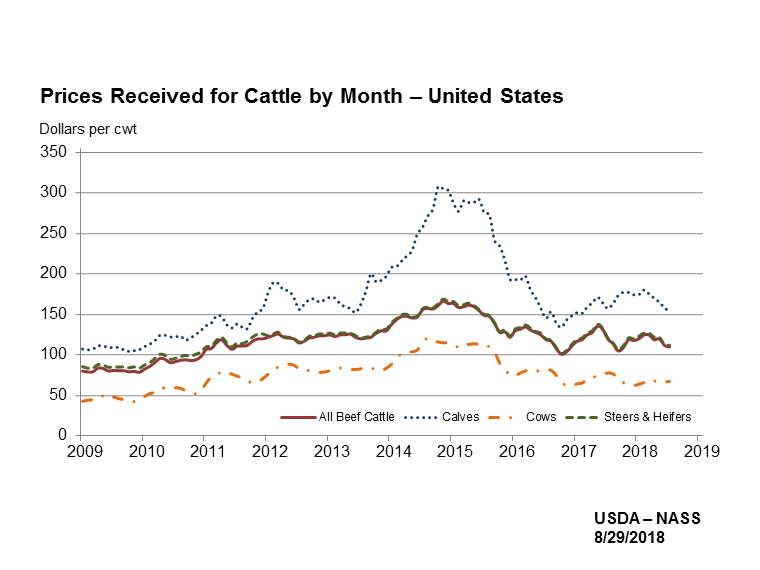 Prices Received for Cattle by Month – United States
Dollars per cwt
350
300
250
200
150
100
50
0
All Beef Cattle Calves Cows Steers & Heifers
2009 2010 2011 2012 2013 2014 2015 2016 2017 2018 2019
USDA – NASS
8/29/2018